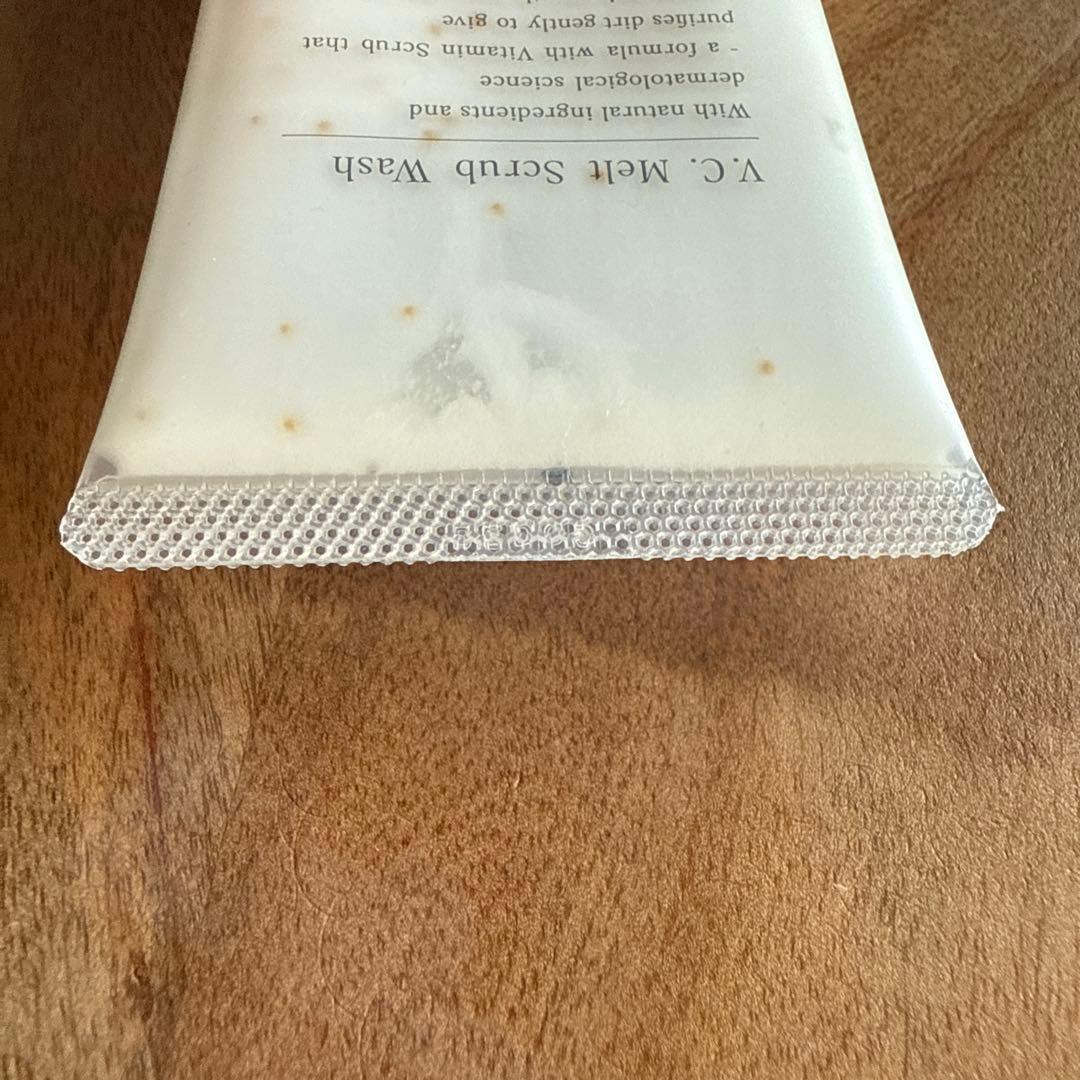 V.C. Melt Scrub Wash
With natural ingredients and
dermatological science
- a formula with Vitamin Scrub that
purifies dirt gently to give